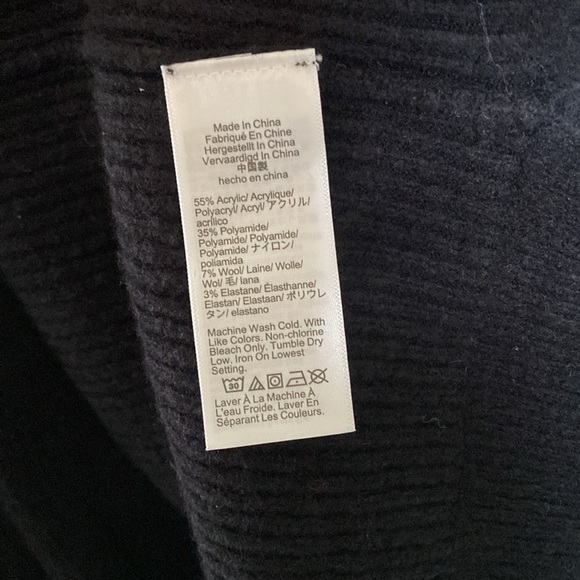 Made In China
Fabriqué En Chine
Hergestellt In China
Vervaardigd In China
中国製
hecho en china
55% Acrylic/ Acrylique/
Polyacryl/ Acryl/ アクリル/
acrílico
35% Polyamide/
Polyamide/ Polyamide/
Polyamide/ ナイロン/
poliamida
7% Wool/ Laine/ Wolle/
Wol/ 毛/ lana
3% Elastane/ Élasthanne/
Elastan/ Elastaan/ ポリウレ
タン/ elastano
Machine Wash Cold. With
Like Colors. Non-chlorine
Bleach Only. Tumble Dry
Low. Iron On Lowest
Setting.
30
Laver À La Machine À
L'eau Froide. Laver En
Séparant Les Couleurs.